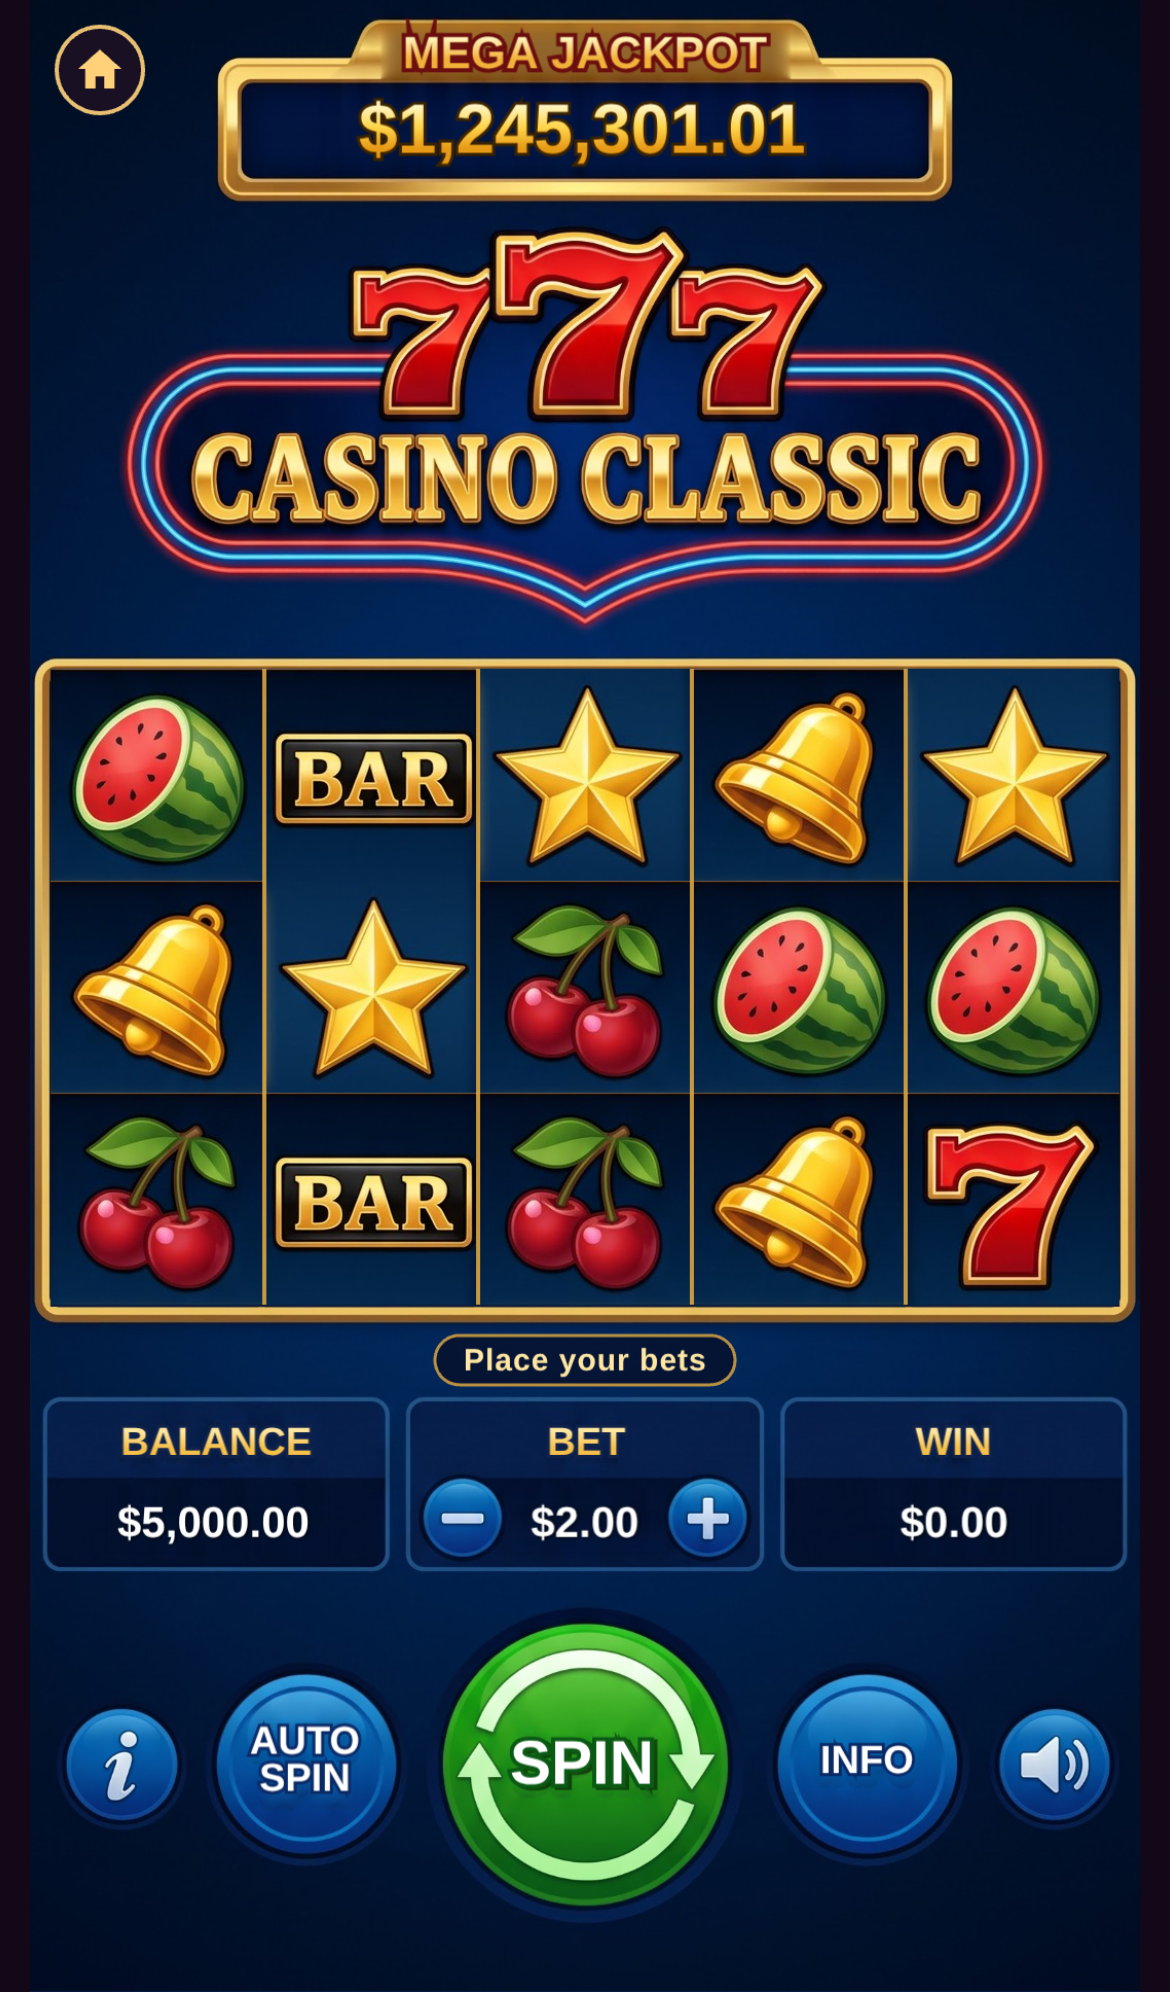 MEGA JACKPOT
$1,245,301.01
777
CASINO CLASSIC
BAR
BAR
7
Place your bets
BALANCE
BET
WIN
$5,000.00
$2.00
$0.00
i
AUTO
SPIN
SPIN
INFO